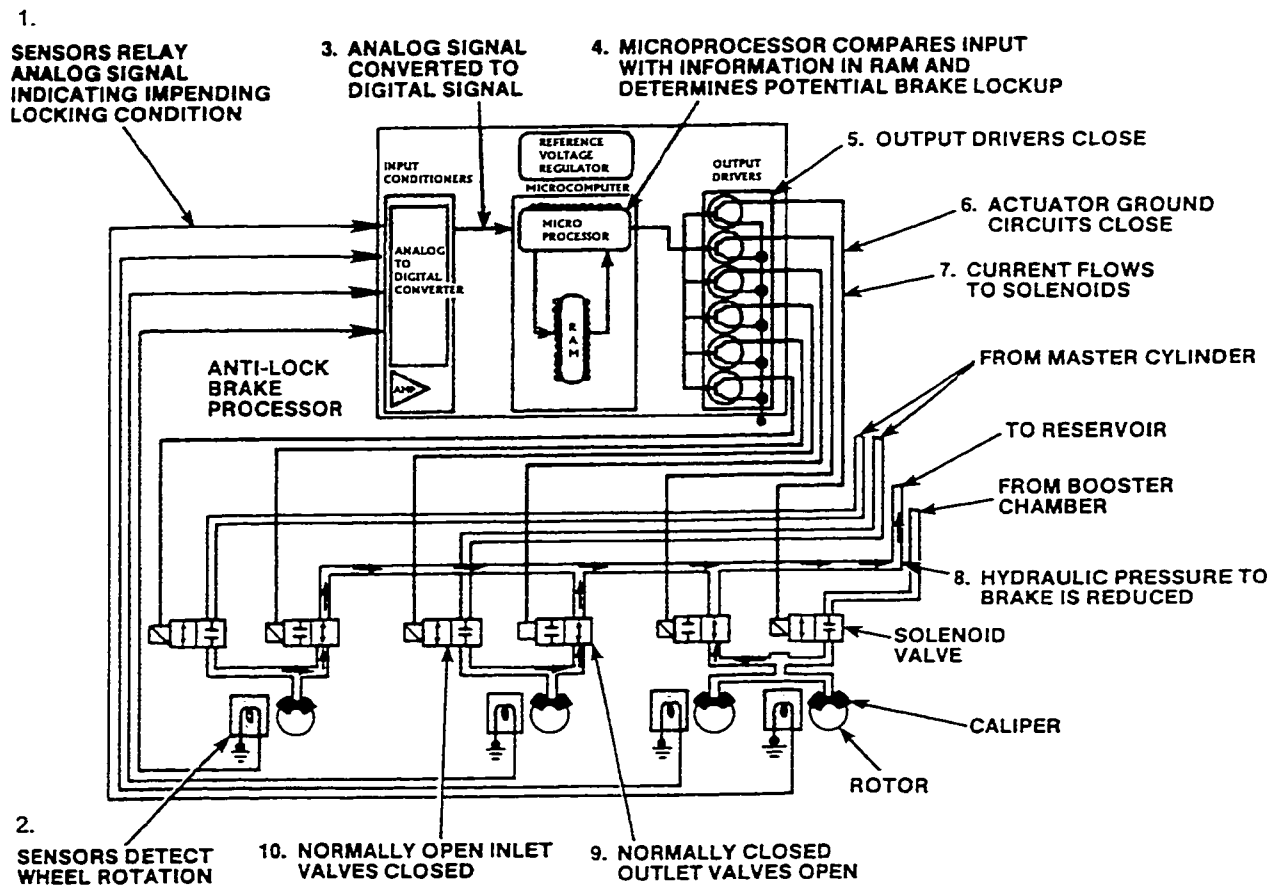 1.
SENSORS RELAY
ANALOG SIGNAL
INDICATING IMPENDING
LOCKING CONDITION
3. ANALOG SIGNAL
CONVERTED TO
DIGITAL SIGNAL
4. MICROPROCESSOR COMPARES INPUT
WITH INFORMATION IN RAM AND
DETERMINES POTENTIAL BRAKE LOCKUP
5. OUTPUT DRIVERS CLOSE
6. ACTUATOR GROUND
CIRCUITS CLOSE
7. CURRENT FLOWS
TO SOLENOIDS
INPUT
CONDITIONERS
REFERENCE
VOLTAGE
REGULATOR
MICROCOMPUTER
OUTPUT
DRIVERS
MICRO
PROCESSOR
ANALOG
TO
DIGITAL
CONVERTER
RAM
AMP
ANTI-LOCK
BRAKE
PROCESSOR
FROM MASTER CYLINDER
TO RESERVOIR
FROM BOOSTER
CHAMBER
8. HYDRAULIC PRESSURE TO
BRAKE IS REDUCED
SOLENOID
VALVE
CALIPER
ROTOR
2.
SENSORS DETECT
WHEEL ROTATION
10. NORMALLY OPEN INLET
VALVES CLOSED
9. NORMALLY CLOSED
OUTLET VALVES OPEN